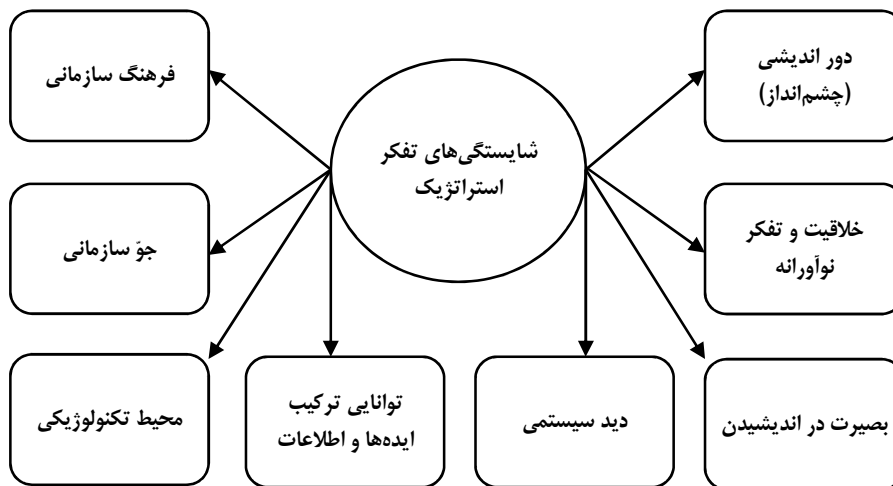 دور اندیشی
(چشم‌انداز)
فرهنگ سازمانی
شایستگی‌های تفکر
استراتژیک
خلاقیت و تفکر
نوآورانه
جوّ سازمانی
بصیرت در اندیشیدن
دید سیستمی
توانایی ترکیب
ایده‌ها و اطلاعات
محیط تکنولوژیکی